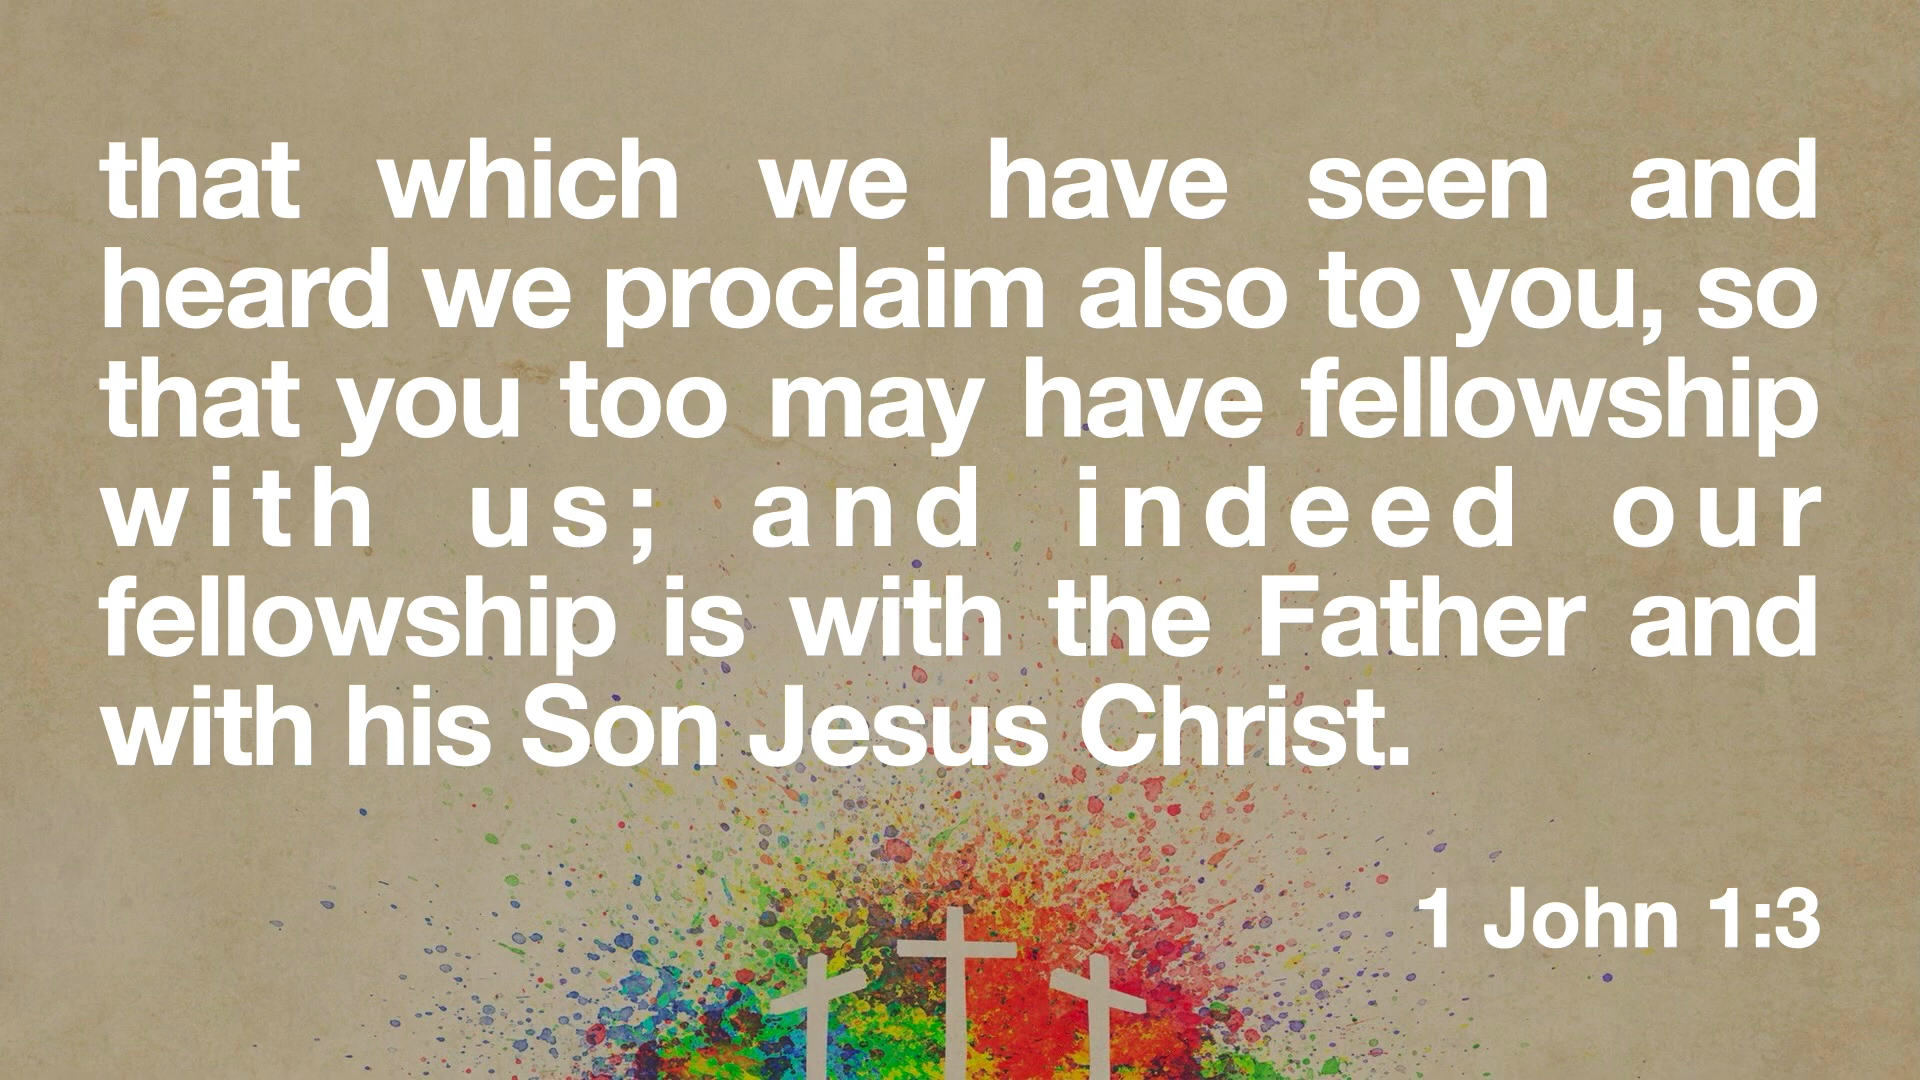 that which we have seen and
heard we proclaim also to you, so
that you too may have fellowship
with us; and indeed our
fellowship is with the Father and
with his Son Jesus Christ.
1 John 1:3